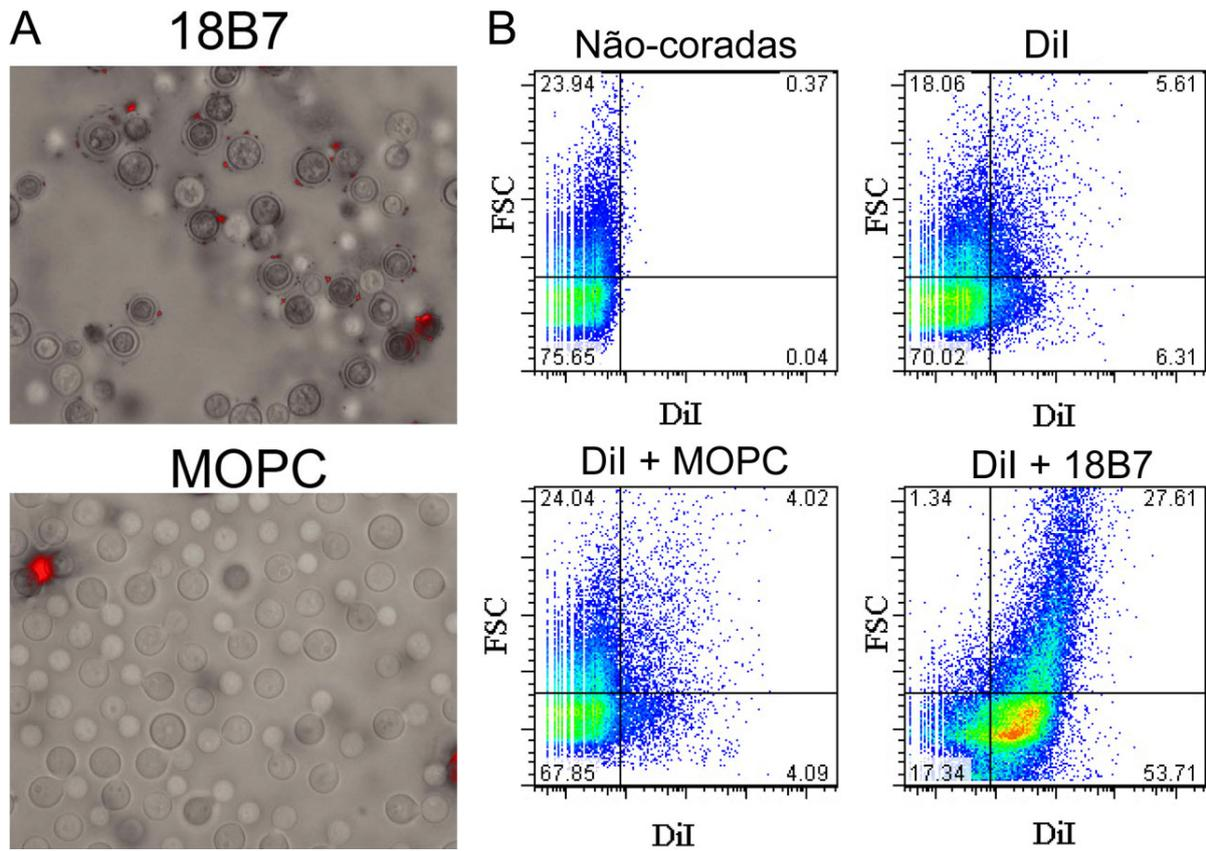 A
18B7
MOPC
B
Não-coradas
23.94
0.37
FSC
75.65
0.04
DiI
DiI
18.06
5.61
FSC
70.02
6.31
DiI
DiI + MOPC
24.04
4.02
FSC
67.85
4.09
DiI
DiI + 18B7
1.34
27.61
FSC
17.34
53.71
DiI